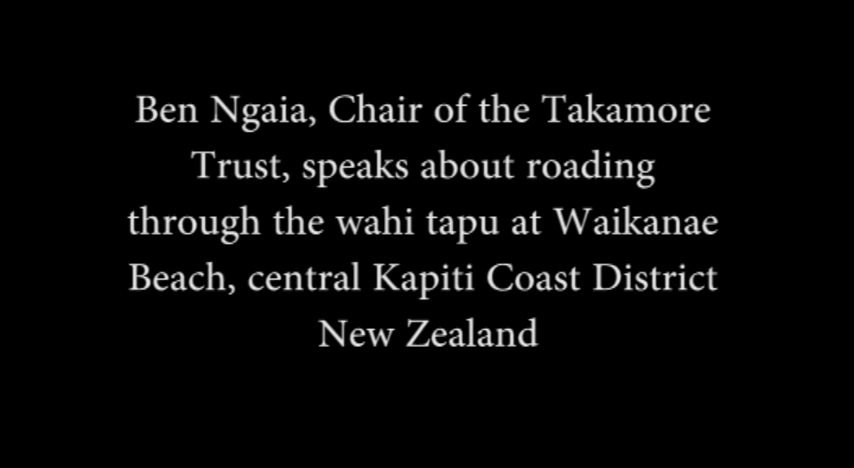 Ben Ngaia, Chair of the Takamore
Trust, speaks about roading
through the wahi tapu at Waikanae
Beach, central Kapiti Coast District
New Zealand